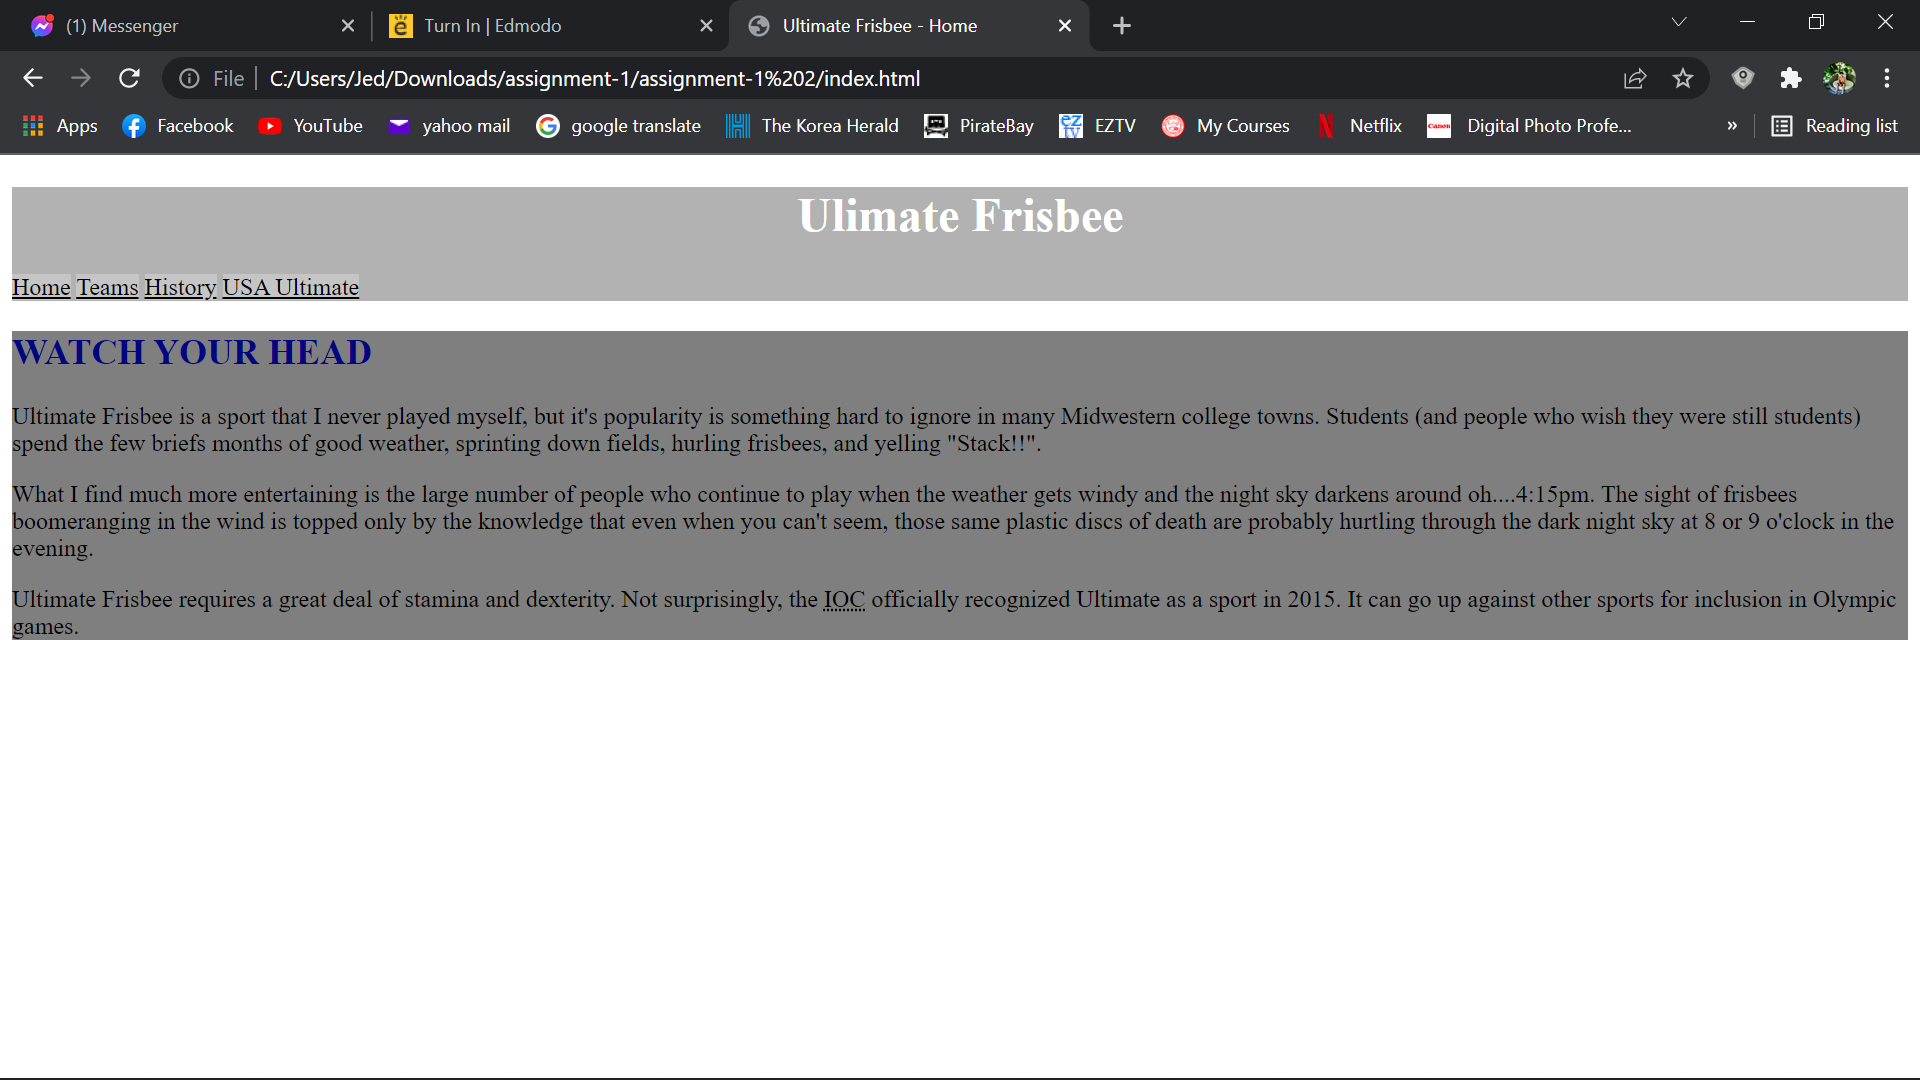 (1) Messenger
Turn In | Edmodo
Ultimate Frisbee - Home
File C:/Users/Jed/Downloads/assignment-1/assignment-1%202/index.html
Apps Facebook YouTube yahoo mail google translate The Korea Herald PirateBay EZTV My Courses Netflix Canon Digital Photo Profe... » Reading list
Ulimate Frisbee
Home Teams History USA Ultimate
WATCH YOUR HEAD
Ultimate Frisbee is a sport that I never played myself, but it's popularity is something hard to ignore in many Midwestern college towns. Students (and people who wish they were still students)
spend the few briefs months of good weather, sprinting down fields, hurling frisbees, and yelling "Stack!!".
What I find much more entertaining is the large number of people who continue to play when the weather gets windy and the night sky darkens around oh....4:15pm. The sight of frisbees
boomeranging in the wind is topped only by the knowledge that even when you can't seem, those same plastic discs of death are probably hurtling through the dark night sky at 8 or 9 o'clock in the
evening.
Ultimate Frisbee requires a great deal of stamina and dexterity. Not surprisingly, the IOC officially recognized Ultimate as a sport in 2015. It can go up against other sports for inclusion in Olympic
games.